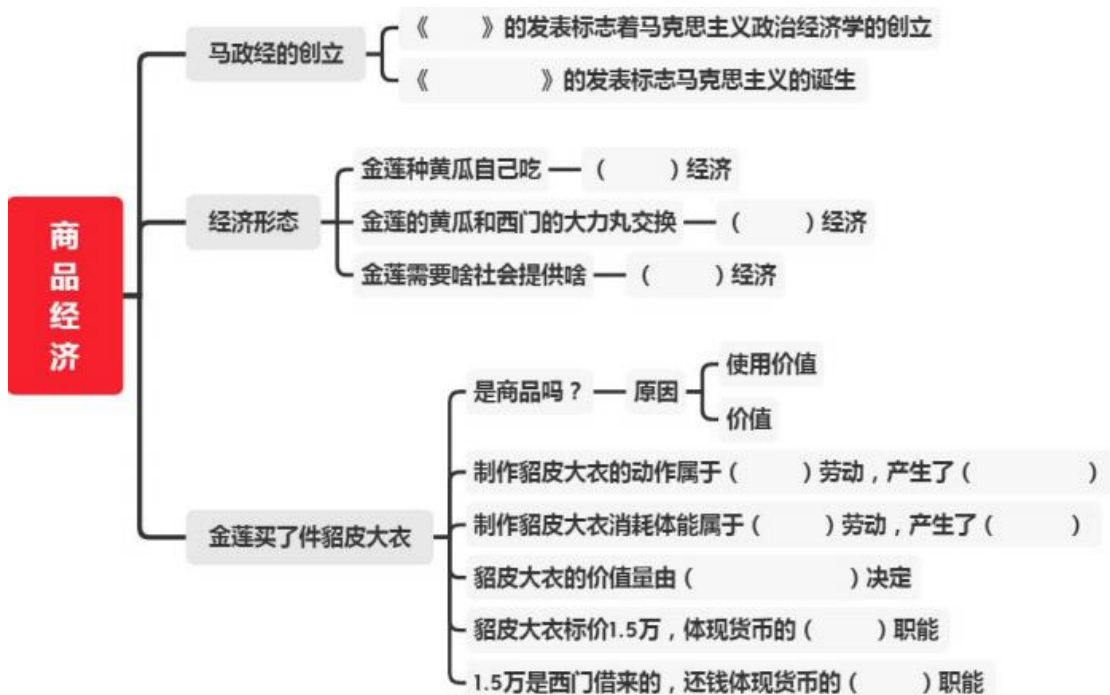 商品经济
马政经的创立
《 》的发表标志着马克思主义政治经济学的创立
《 》的发表标志马克思主义的诞生
经济形态
金莲种黄瓜自己吃
( )经济
金莲的黄瓜和西门的大力丸交换
( )经济
金莲需要啥社会提供啥
( )经济
金莲买了件貂皮大衣
是商品吗？
原因
使用价值
价值
制作貂皮大衣的动作属于( )劳动，产生了( )
制作貂皮大衣消耗体能属于( )劳动，产生了( )
貂皮大衣的价值量由( )决定
貂皮大衣标价1.5万，体现货币的( )职能
1.5万是西门借来的，还钱体现货币的( )职能